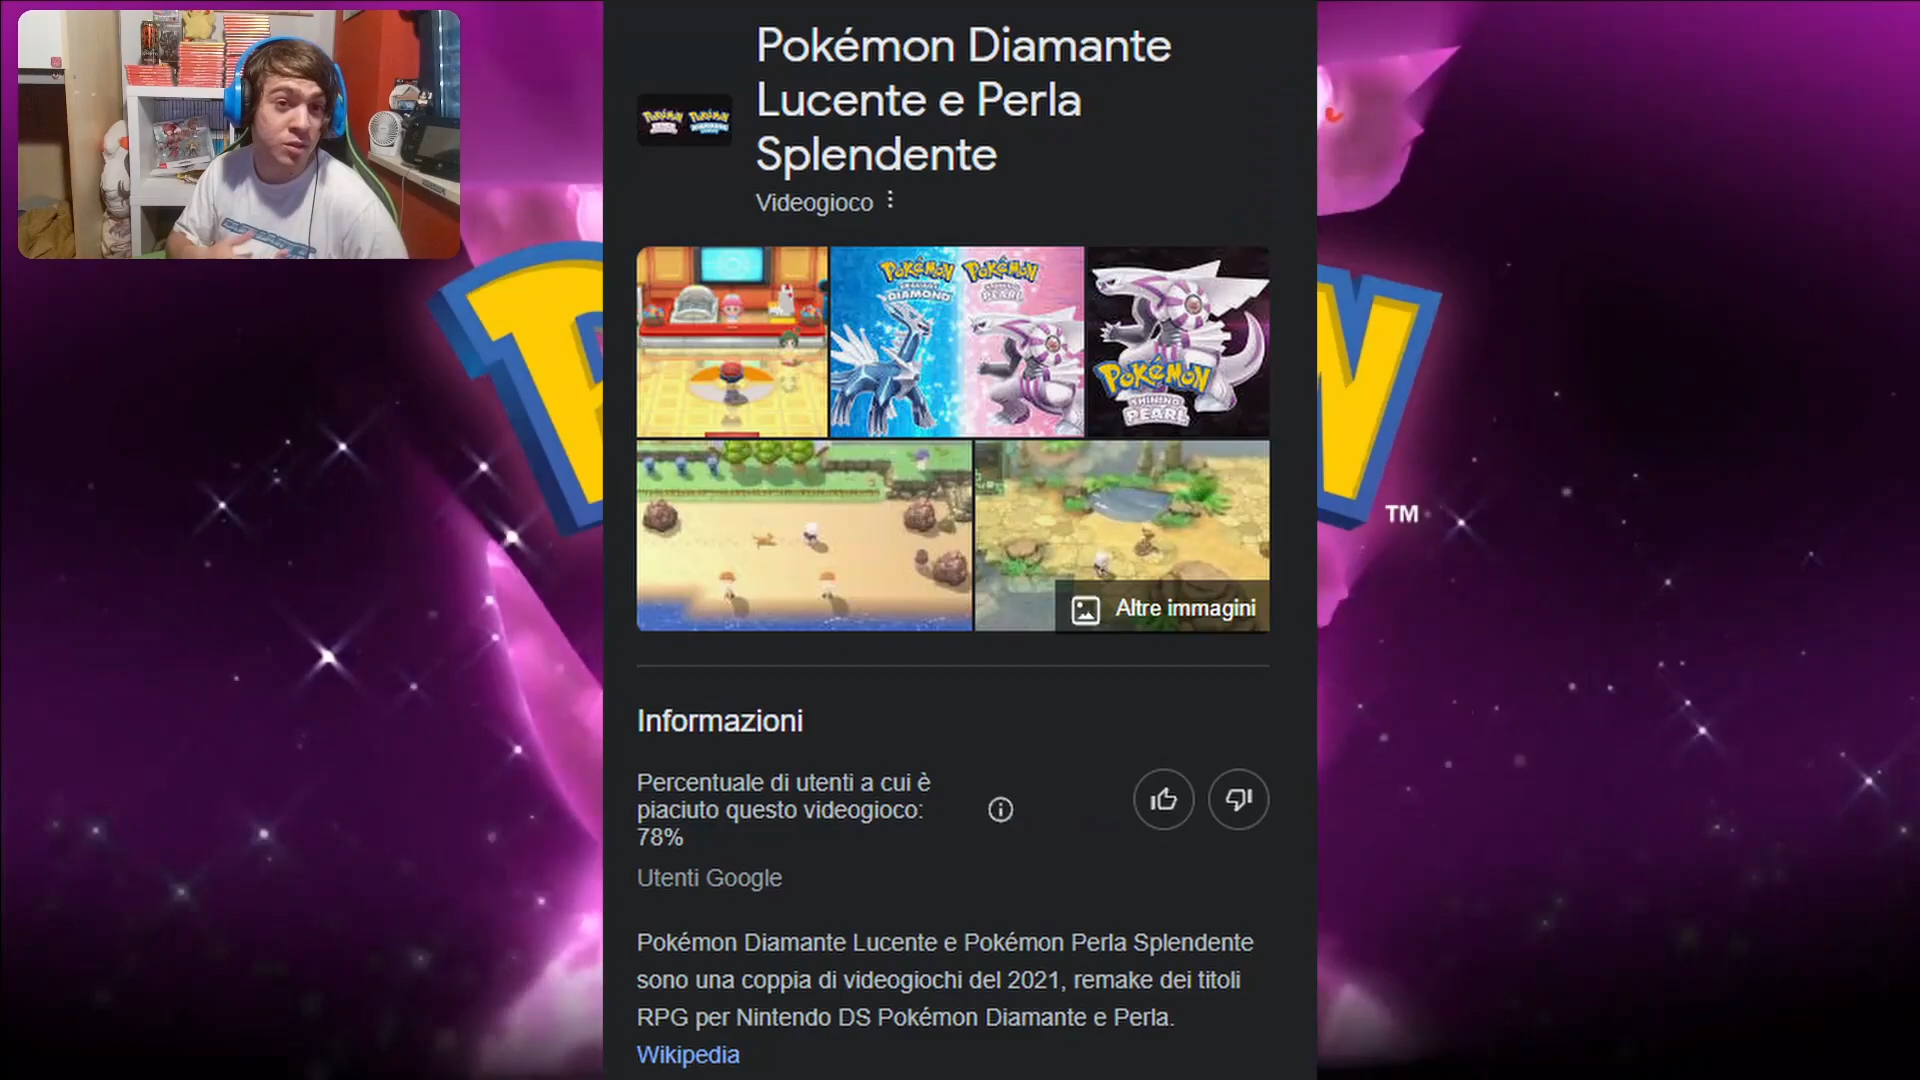 Pokémon Diamante
Lucente e Perla
Splendente
Videogioco
POKÉMON POKÉMON
POKÉMON POKÉMON
DIAMOND PEARL
POKÉMON
SHINING
PEARL
Altre immagini
P N
TM
Informazioni
Percentuale di utenti a cui è
piaciuto questo videogioco:
78%
Utenti Google
Pokémon Diamante Lucente e Pokémon Perla Splendente
sono una coppia di videogiochi del 2021, remake dei titoli
RPG per Nintendo DS Pokémon Diamante e Perla.
Wikipedia